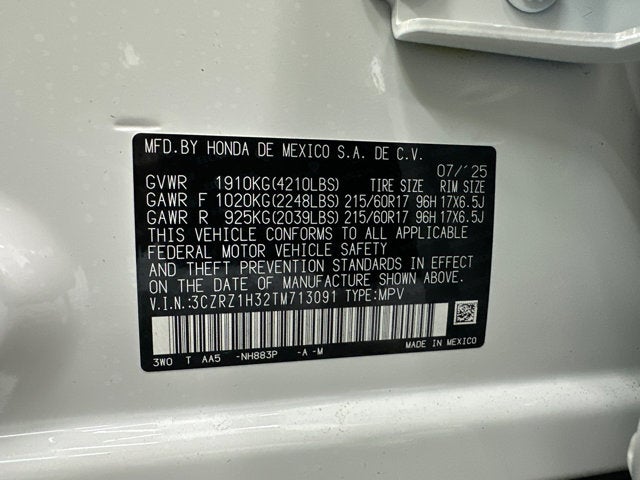 MFD.BY HONDA DE MEXICO S.A. DE C.V.
07/'25
GVWR 1910KG(4210LBS) TIRE SIZE RIM SIZE
GAWR F 1020KG(2248LBS) 215/60R17 96H 17X6.5J
GAWR R 925KG(2039LBS) 215/60R17 96H 17X6.5J
THIS VEHICLE CONFORMS TO ALL APPLICABLE
FEDERAL MOTOR VEHICLE SAFETY
AND THEFT PREVENTION STANDARDS IN EFFECT
ON THE DATE OF MANUFACTURE SHOWN ABOVE.
V.I.N.:3CZRZ1H32TM713091 TYPE:MPV
3W0 T AA5 -NH883P -A -M MADE IN MEXICO